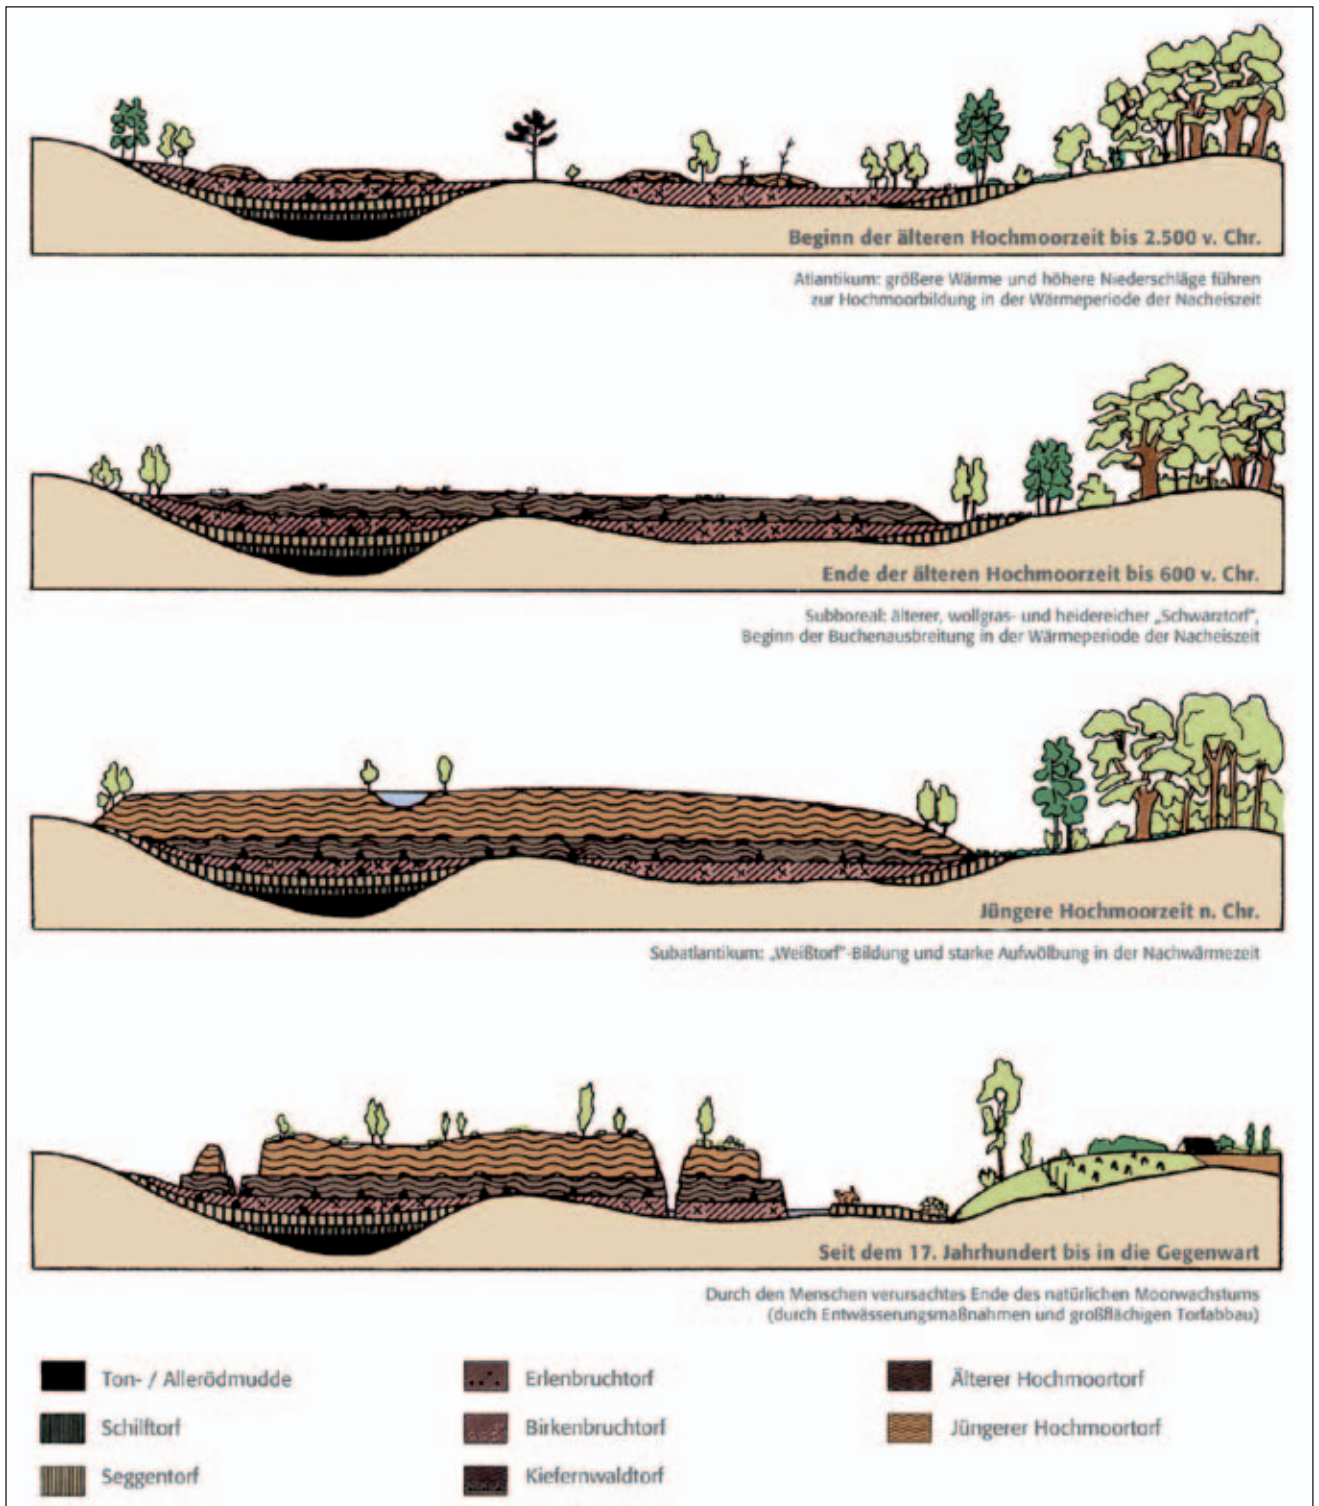 Beginn der älteren Hochmoorzeit bis 2.500 v. Chr.
Atlantikum: größere Wärme und höhere Niederschläge führen
zur Hochmoorbildung in der Wärmeperiode der Nacheiszeit
Ende der älteren Hochmoorzeit bis 600 v. Chr.
Subboreal: älterer, wollgras- und heidereicher „Schwarztorf",
Beginn der Buchenausbreitung in der Wärmeperiode der Nacheiszeit
Jüngere Hochmoorzeit n. Chr.
Subatlantikum: „Weißtorf"-Bildung und starke Aufwölbung in der Nachwärmezeit
Seit dem 17. Jahrhundert bis in die Gegenwart
Durch den Menschen verursachtes Ende des natürlichen Moorwachstums
(durch Entwässerungsmaßnahmen und großflächigen Torfabbau)
Ton- / Allerödmudde
Schilftorf
Seggentorf
Erlenbruchtorf
Birkenbruchtorf
Kiefernwaldtorf
Älterer Hochmoortorf
Jüngerer Hochmoortorf